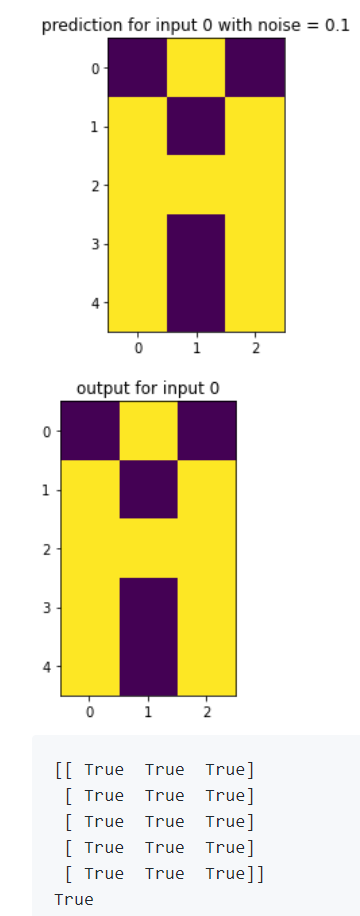 prediction for input 0 with noise = 0.1
0
1
2
3
4
0 1 2
output for input 0
0
1
2
3
4
0 1 2
[[ True  True  True]
 [ True  True  True]
 [ True  True  True]
 [ True  True  True]
 [ True  True  True]]
True